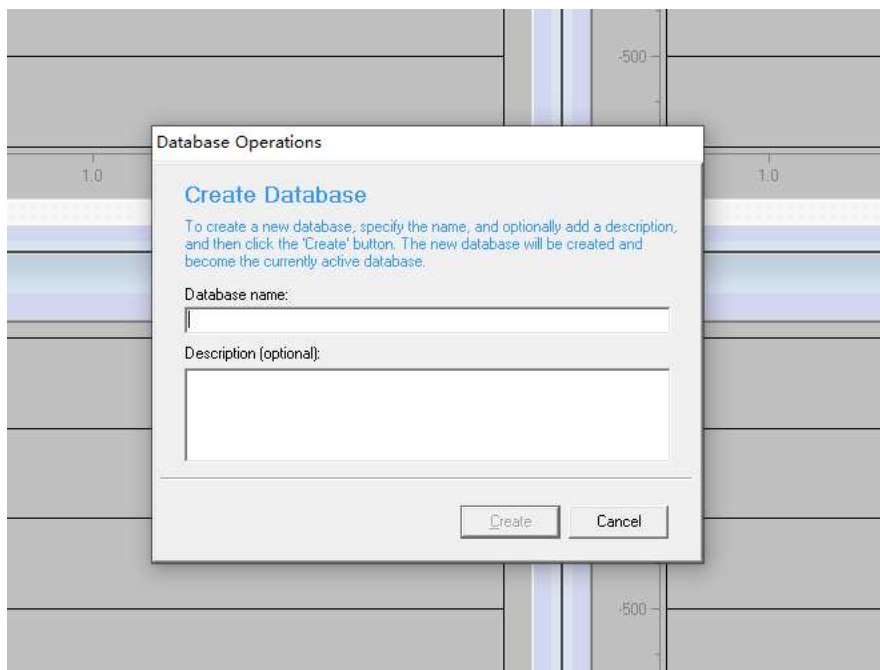 -500
Database Operations
1.0
1.0
Create Database
To create a new database, specify the name, and optionally add a description,
and then click the 'Create' button. The new database will be created and
become the currently active database.
Database name:
Description (optional):
Create
Cancel
-500